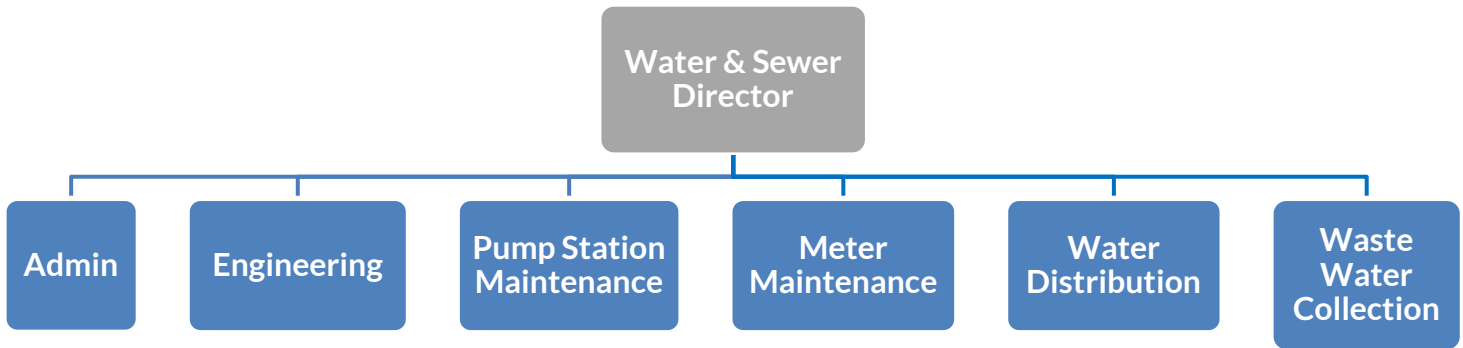 Water & Sewer
Director
Admin
Engineering
Pump Station
Maintenance
Meter
Maintenance
Water
Distribution
Waste
Water
Collection